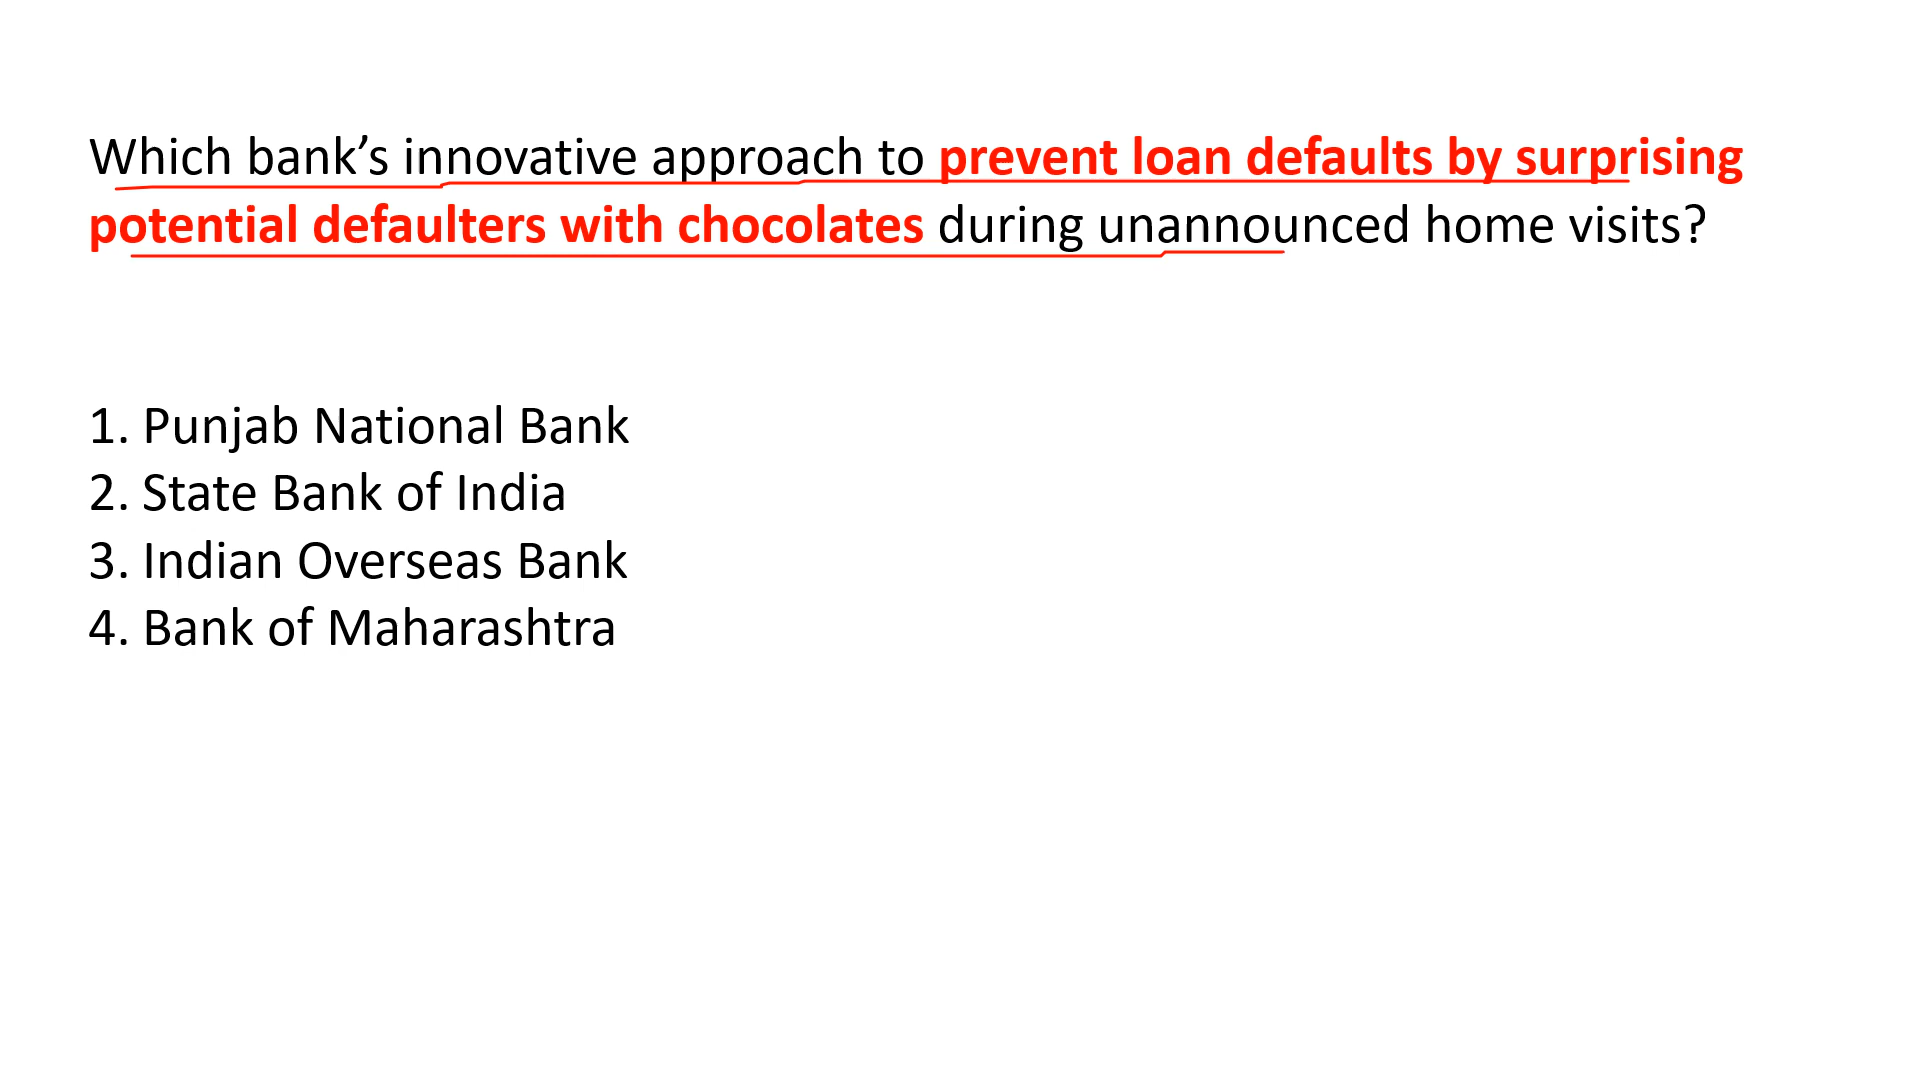 Which bank’s innovative approach to prevent loan defaults by surprising
potential defaulters with chocolates during unannounced home visits?
1. Punjab National Bank
2. State Bank of India
3. Indian Overseas Bank
4. Bank of Maharashtra